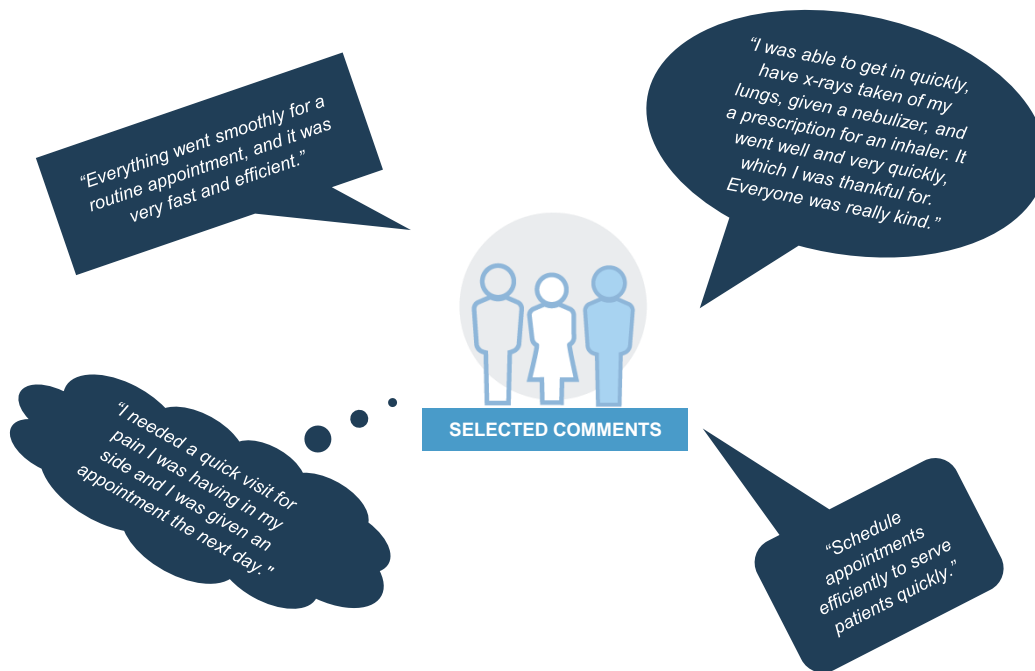 “Everything went smoothly for a
routine appointment, and it was
very fast and efficient.”
“I was able to get in quickly,
have x-rays taken of my
lungs, given a nebulizer, and
a prescription for an inhaler. It
went well and very quickly,
which I was thankful for.
Everyone was really kind.”
SELECTED COMMENTS
“I needed a quick visit for
pain I was having in my
side and I was given an
appointment the next day."
“Schedule
appointments
efficiently to serve
patients quickly.”